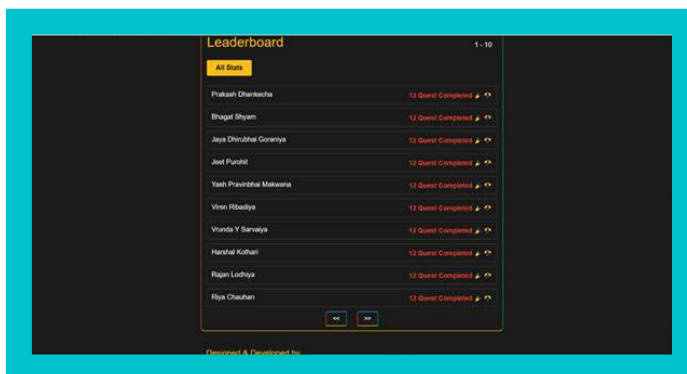 Leaderboard 1 - 10
All Stats
Prakash Dhankecha 12 Quest Completed
Bhagat Shyam 12 Quest Completed
Jaya Dhirubhai Goraniya 12 Quest Completed
Jeet Purohit 12 Quest Completed
Yash Pravinbhai Makwana 12 Quest Completed
Viren Ribadiya 12 Quest Completed
Vrunda Y Sarvaiya 12 Quest Completed
Harshal Kothari 12 Quest Completed
Rajan Lodhiya 12 Quest Completed
Riya Chauhan 12 Quest Completed
<< >>
Designed & Developed by